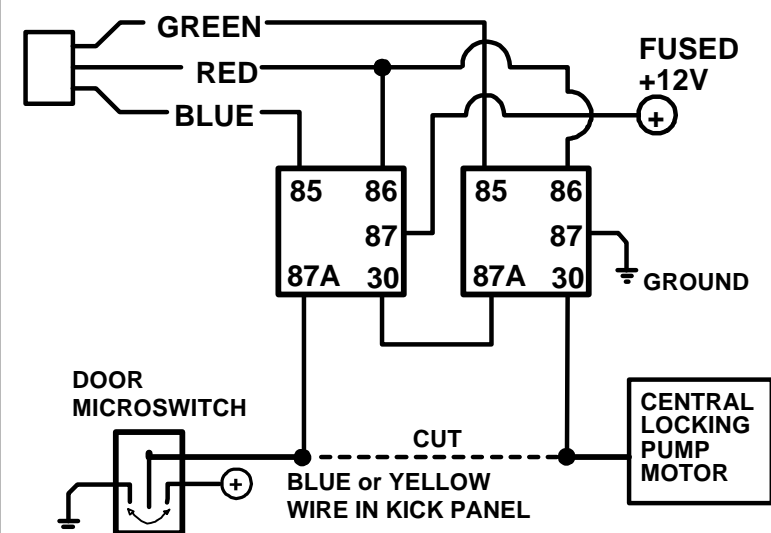 GREEN
RED
BLUE
FUSED
+12V
+
85 86
87
87A 30
85 86
87
87A 30
GROUND
DOOR
MICROSWITCH
+
CUT
BLUE or YELLOW
WIRE IN KICK PANEL
CENTRAL
LOCKING
PUMP
MOTOR